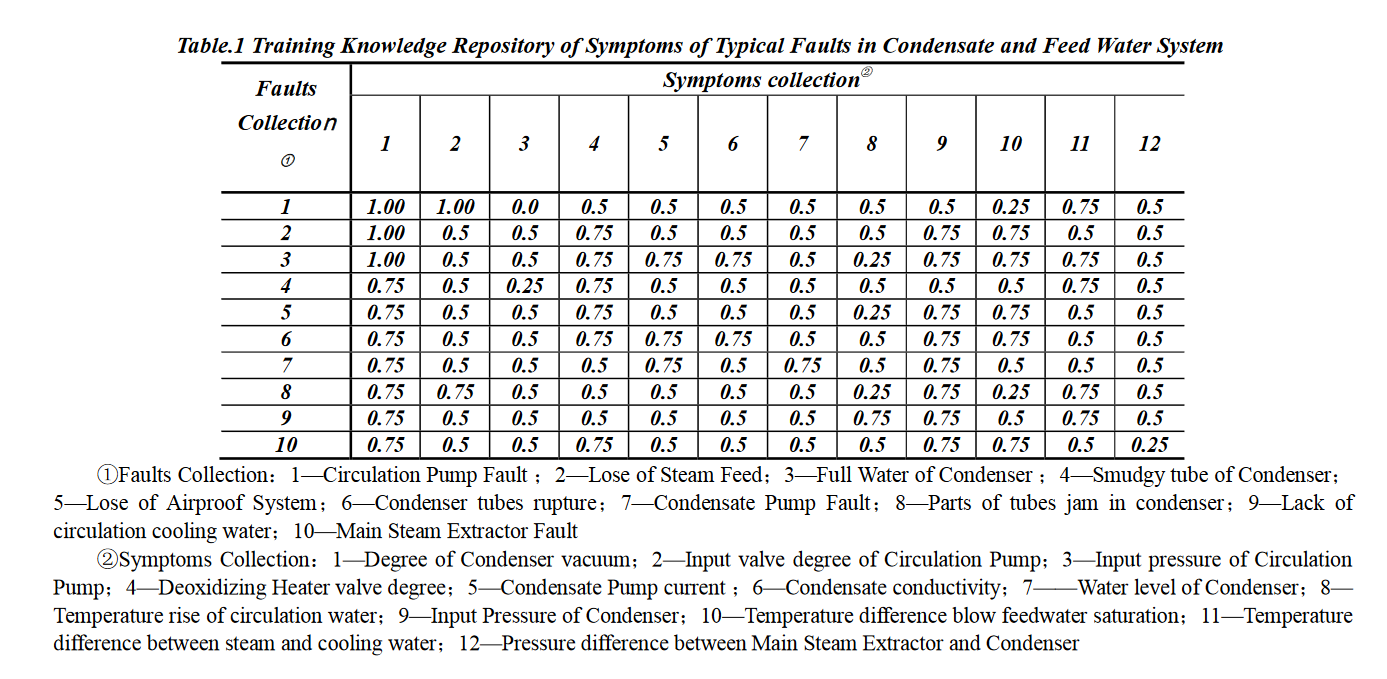 Table.1 Training Knowledge Repository of Symptoms of Typical Faults in Condensate and Feed Water System
Faults Collection ① Symptoms collection②
1 2 3 4 5 6 7 8 9 10 11 12
1 1.00 1.00 0.0 0.5 0.5 0.5 0.5 0.5 0.5 0.25 0.75 0.5
2 1.00 0.5 0.5 0.75 0.5 0.5 0.5 0.5 0.75 0.75 0.5 0.5
3 1.00 0.5 0.5 0.75 0.75 0.75 0.5 0.25 0.75 0.75 0.75 0.5
4 0.75 0.5 0.25 0.75 0.5 0.5 0.5 0.5 0.5 0.5 0.75 0.5
5 0.75 0.5 0.5 0.75 0.5 0.5 0.5 0.25 0.75 0.75 0.5 0.5
6 0.75 0.5 0.5 0.75 0.75 0.75 0.5 0.5 0.75 0.75 0.5 0.5
7 0.75 0.5 0.5 0.5 0.75 0.5 0.75 0.5 0.75 0.5 0.5 0.5
8 0.75 0.75 0.5 0.5 0.5 0.5 0.5 0.25 0.75 0.25 0.75 0.5
9 0.75 0.5 0.5 0.5 0.5 0.5 0.5 0.75 0.75 0.5 0.75 0.5
10 0.75 0.5 0.5 0.75 0.5 0.5 0.5 0.5 0.75 0.75 0.5 0.25
①Faults Collection：1—Circulation Pump Fault；2—Lose of Steam Feed；3—Full Water of Condenser；4—Smudgy tube of Condenser；
5—Lose of Airproof System；6—Condenser tubes rupture；7—Condensate Pump Fault；8—Parts of tubes jam in condenser；9—Lack of
circulation cooling water；10—Main Steam Extractor Fault
②Symptoms Collection：1—Degree of Condenser vacuum；2—Input valve degree of Circulation Pump；3—Input pressure of Circulation
Pump；4—Deoxidizing Heater valve degree；5—Condensate Pump current；6—Condensate conductivity；7——Water level of Condenser；8—
Temperature rise of circulation water；9—Input Pressure of Condenser；10—Temperature difference blow feedwater saturation；11—Temperature
difference between steam and cooling water；12—Pressure difference between Main Steam Extractor and Condenser